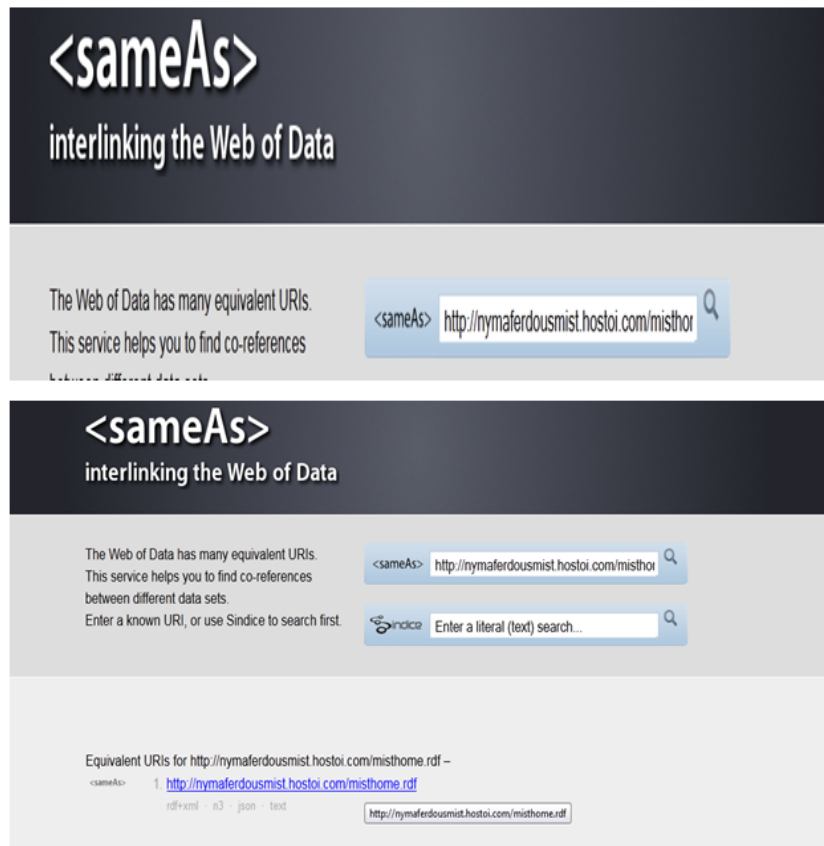 <sameAs>
interlinking the Web of Data
The Web of Data has many equivalent URIs.
This service helps you to find co-references
between different data sets
<sameAs> http://nymaferdousmist.hostoi.com/misthor
<sameAs>
interlinking the Web of Data
The Web of Data has many equivalent URIs.
This service helps you to find co-references
between different data sets.
Enter a known URI, or use Sindice to search first.
<sameAs> http://nymaferdousmist.hostoi.com/misthor
Sindice Enter a literal (text) search...
Equivalent URIs for http://nymaferdousmist.hostoi.com/misthome.rdf –
<sameAs> 1. http://nymaferdousmist.hostoi.com/misthome.rdf
rdf+xml · n3 · json · text
http://nymaferdousmist.hostoi.com/misthome.rdf